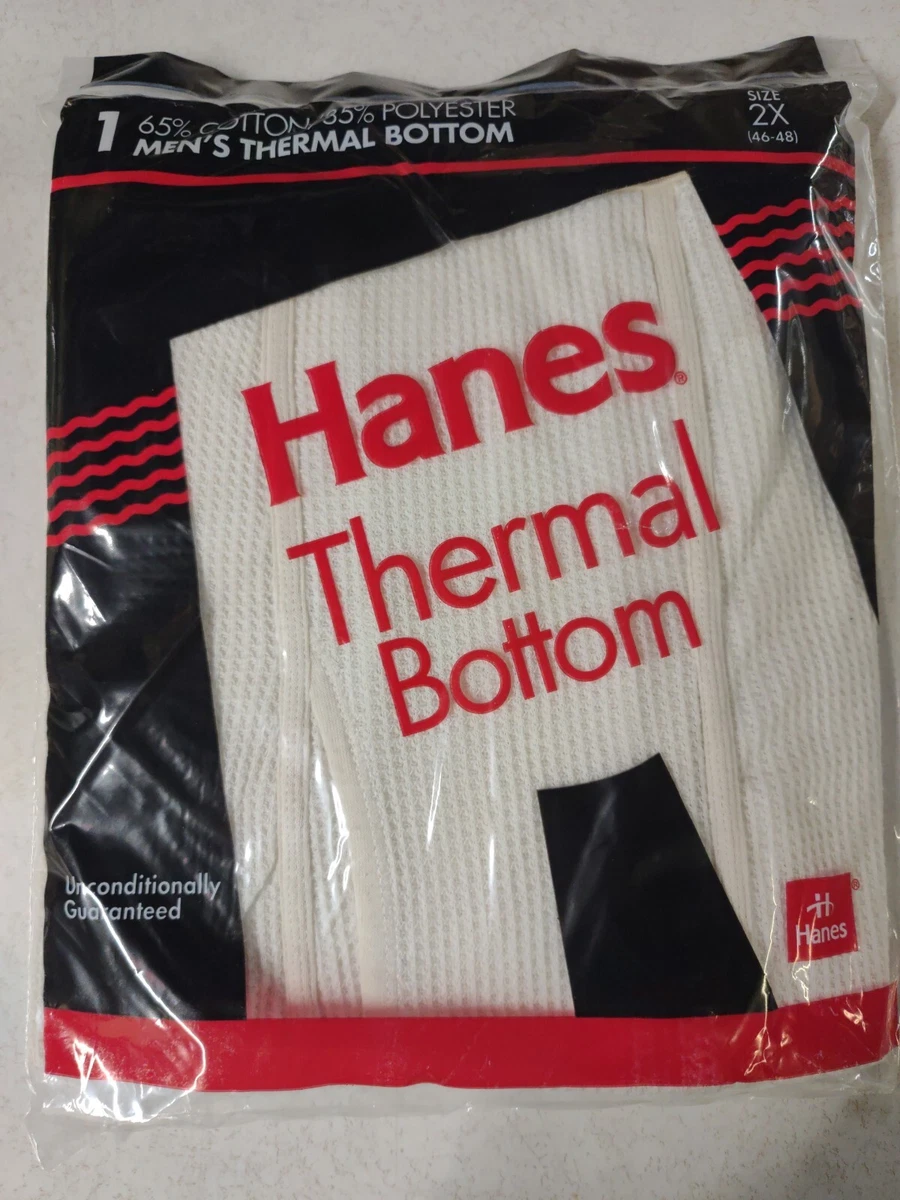 1
65% COTTON, 35% POLYESTER
MEN'S THERMAL BOTTOM
SIZE
2X
(46-48)
Hanes®
Thermal
Bottom
Unconditionally
Guaranteed
H
Hanes®